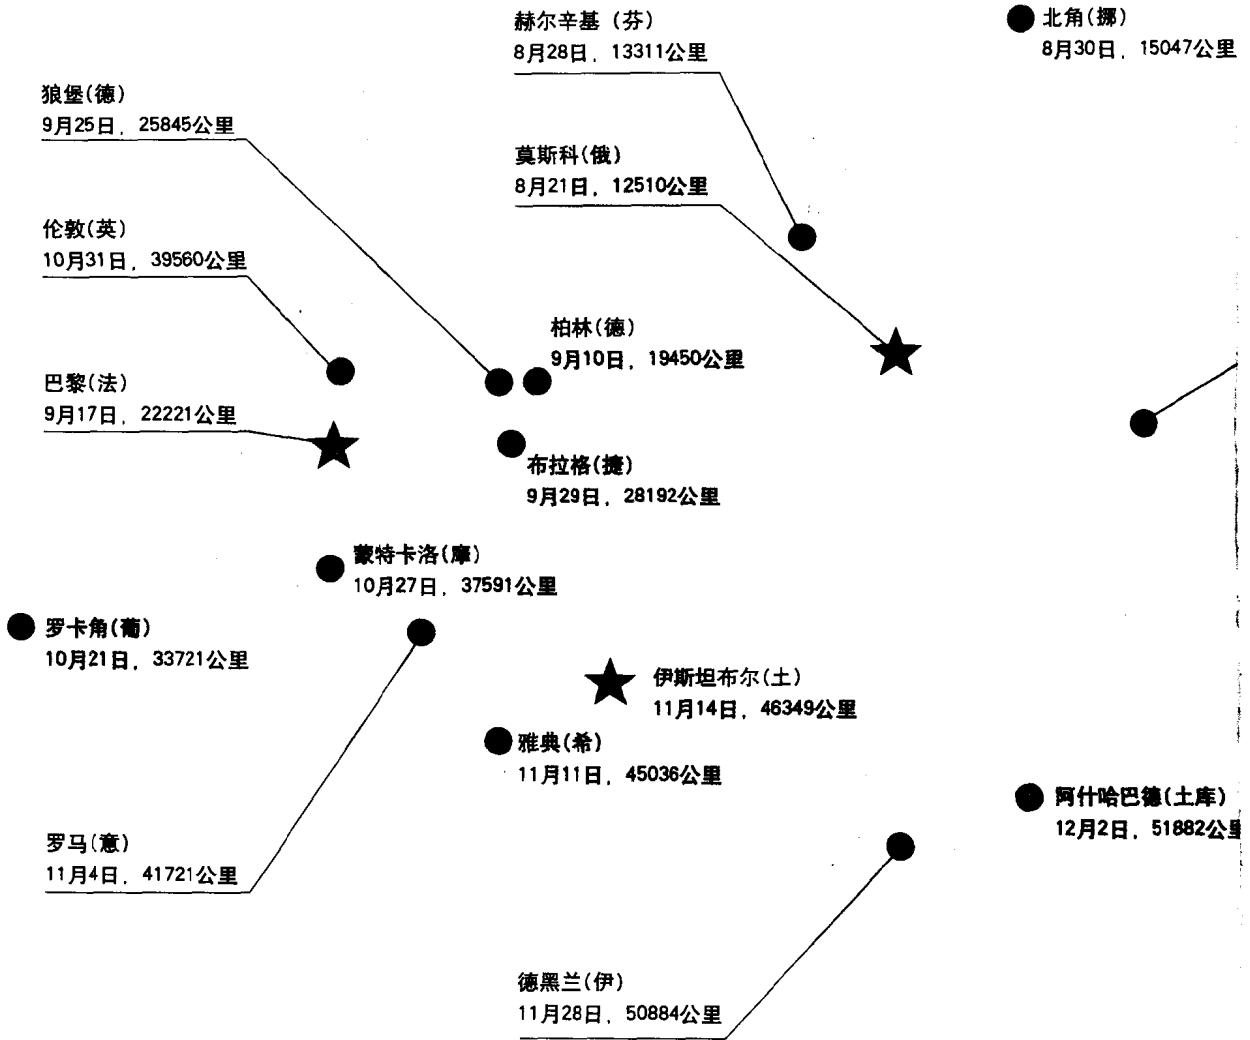 赫尔辛基（芬）
8月28日，13311公里
北角(挪)
8月30日，15047公里
狼堡(德)
9月25日，25845公里
莫斯科(俄)
8月21日，12510公里
伦敦(英)
10月31日，39560公里
柏林(德)
9月10日，19450公里
巴黎(法)
9月17日，22221公里
布拉格(捷)
9月29日，28192公里
蒙特卡洛(摩)
10月27日，37591公里
罗卡角(葡)
10月21日，33721公里
伊斯坦布尔(土)
11月14日，46349公里
雅典(希)
11月11日，45036公里
阿什哈巴德(土库)
12月2日，51882公里
罗马(意)
11月4日，41721公里
德黑兰(伊)
11月28日，50884公里